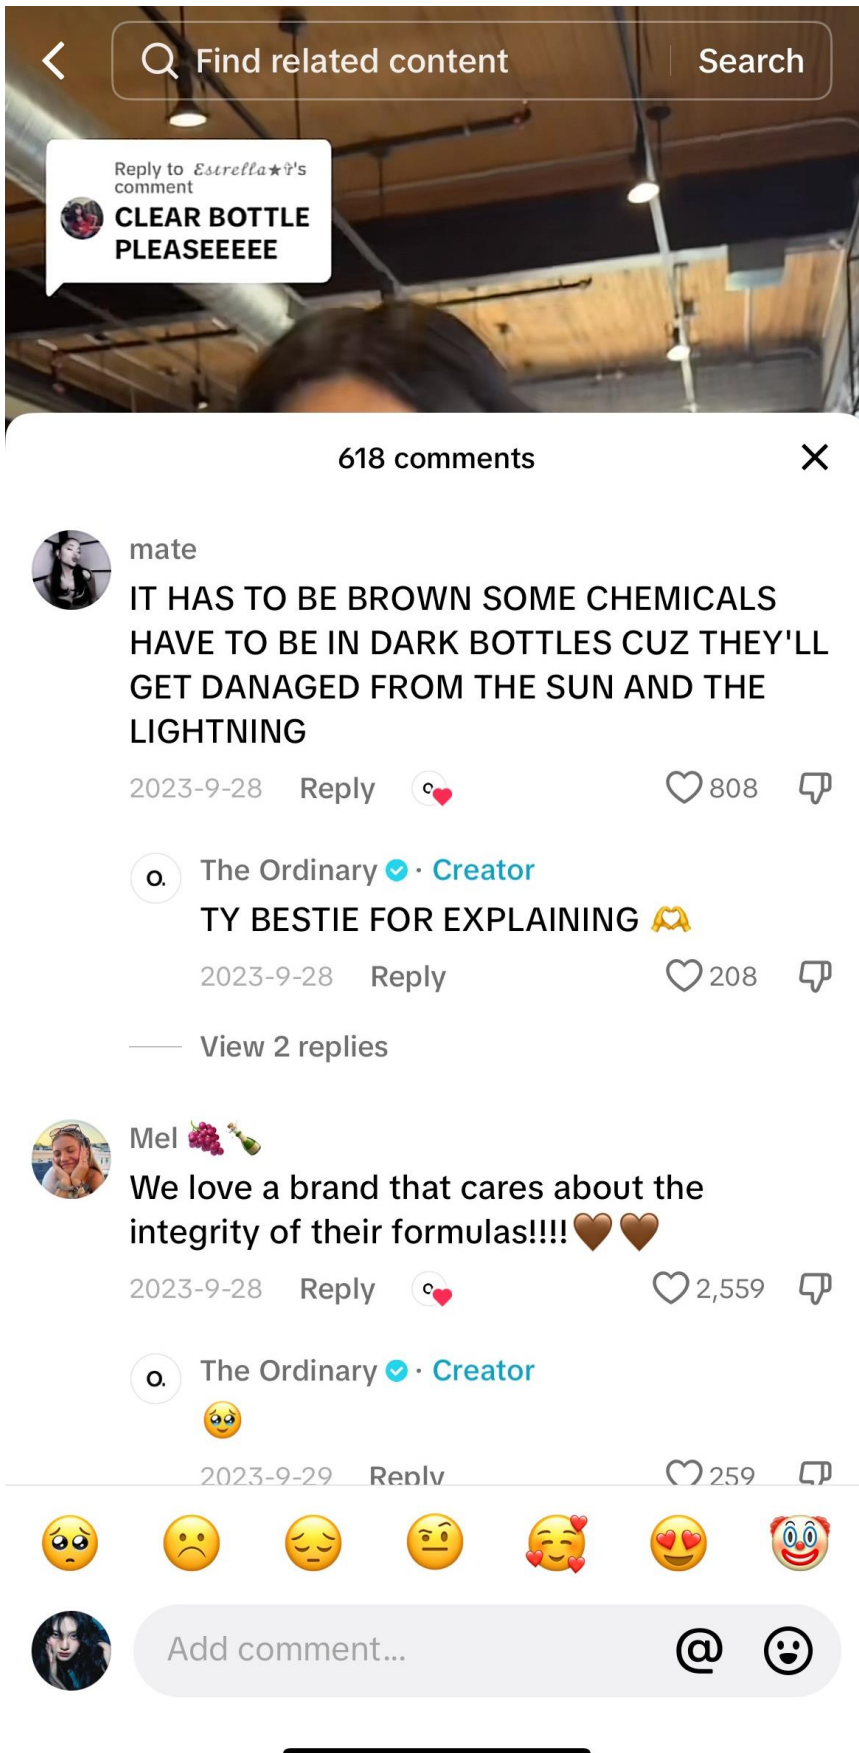 Find related content
Search
Reply to 𝓔𝓼𝓽𝓻𝓮𝓵𝓵𝓪★✞'s
comment
CLEAR BOTTLE
PLEASEEEEE
618 comments
mate
IT HAS TO BE BROWN SOME CHEMICALS
HAVE TO BE IN DARK BOTTLES CUZ THEY'LL
GET DANAGED FROM THE SUN AND THE
LIGHTNING
2023-9-28 Reply 808
O.
The Ordinary · Creator
TY BESTIE FOR EXPLAINING 🫶
2023-9-28 Reply 208
View 2 replies
Mel 🍇🍾
We love a brand that cares about the
integrity of their formulas!!!!🤎🤎
2023-9-28 Reply 2,559
O.
The Ordinary · Creator
🥹
2023-9-29 Reply 259
Add comment... @